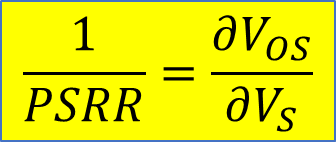 1/PSRR = ∂V_OS/∂V_S